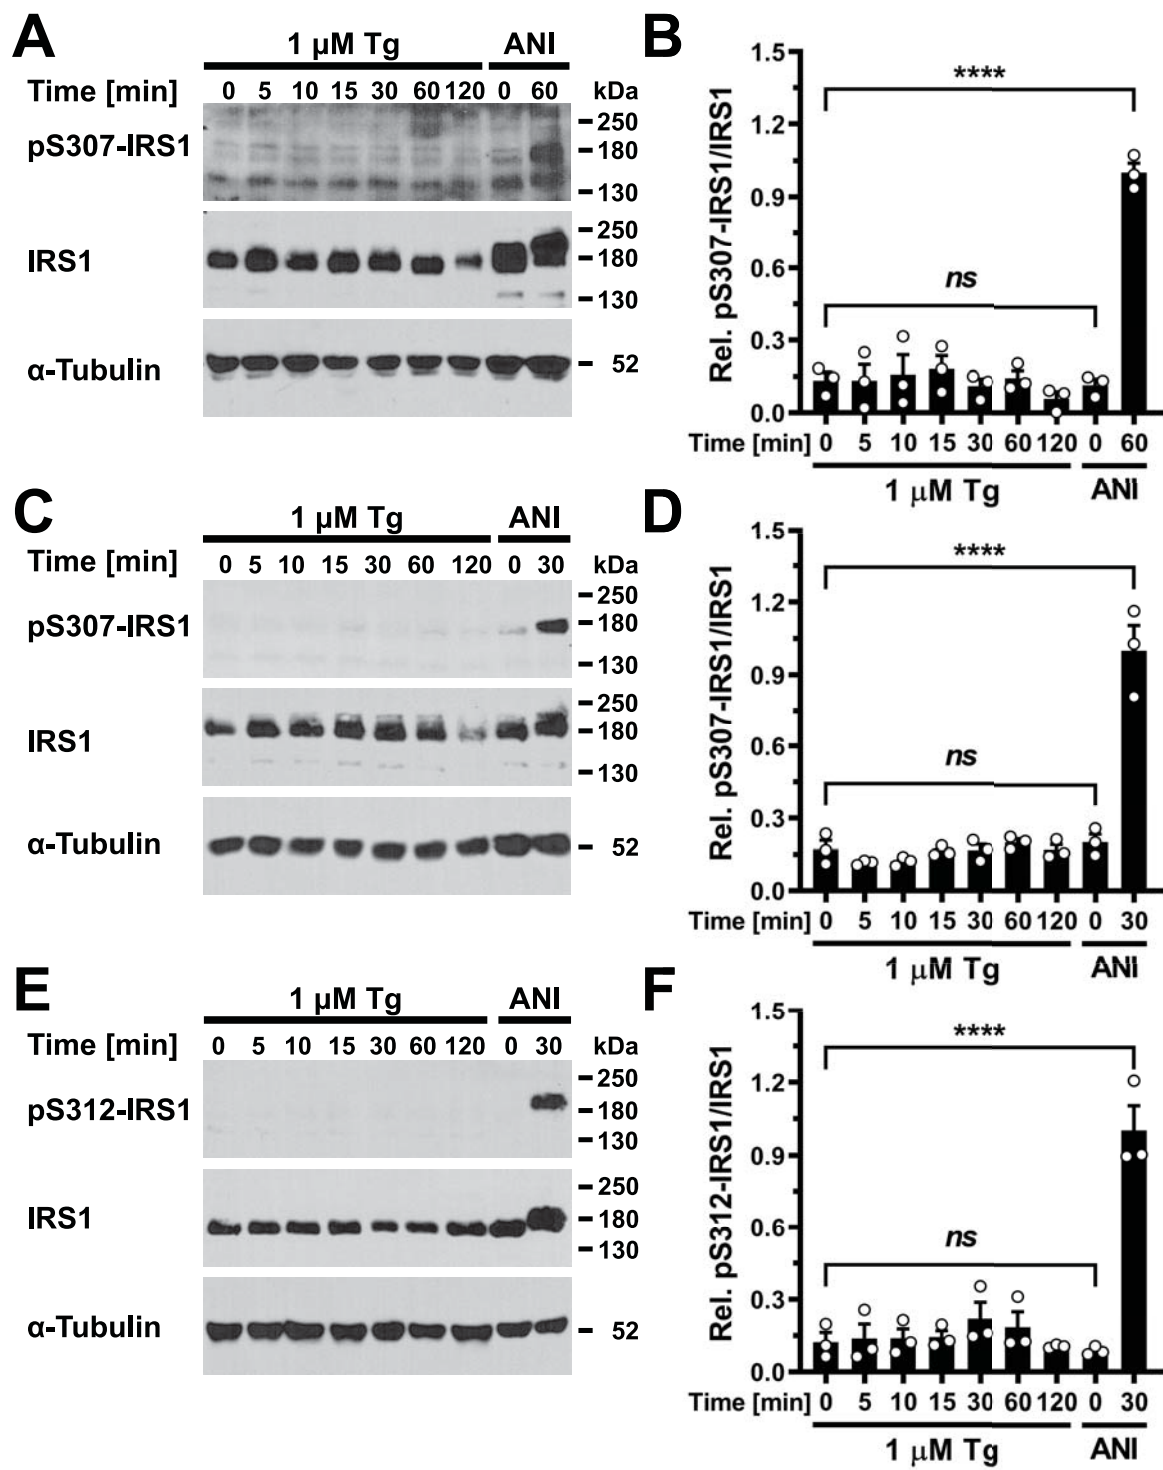 A
1 µM Tg ANI
Time [min] 0 5 10 15 30 60 120 0 60 kDa
pS307-IRS1
250
180
130
IRS1
250
180
130
α-Tubulin
52
B
Rel. pS307-IRS1/IRS1
1.5
1.2
0.9
0.6
0.3
0.0
****
ns
Time [min] 0 5 10 15 30 60 120 0 60
1 µM Tg ANI
C
1 µM Tg ANI
Time [min] 0 5 10 15 30 60 120 0 30 kDa
pS307-IRS1
250
180
130
IRS1
250
180
130
α-Tubulin
52
D
Rel. pS307-IRS1/IRS1
1.5
1.2
0.9
0.6
0.3
0.0
****
ns
Time [min] 0 5 10 15 30 60 120 0 30
1 µM Tg ANI
E
1 µM Tg ANI
Time [min] 0 5 10 15 30 60 120 0 30 kDa
pS312-IRS1
250
180
130
IRS1
250
180
130
α-Tubulin
52
F
Rel. pS312-IRS1/IRS1
1.5
1.2
0.9
0.6
0.3
0.0
****
ns
Time [min] 0 5 10 15 30 60 120 0 30
1 µM Tg ANI